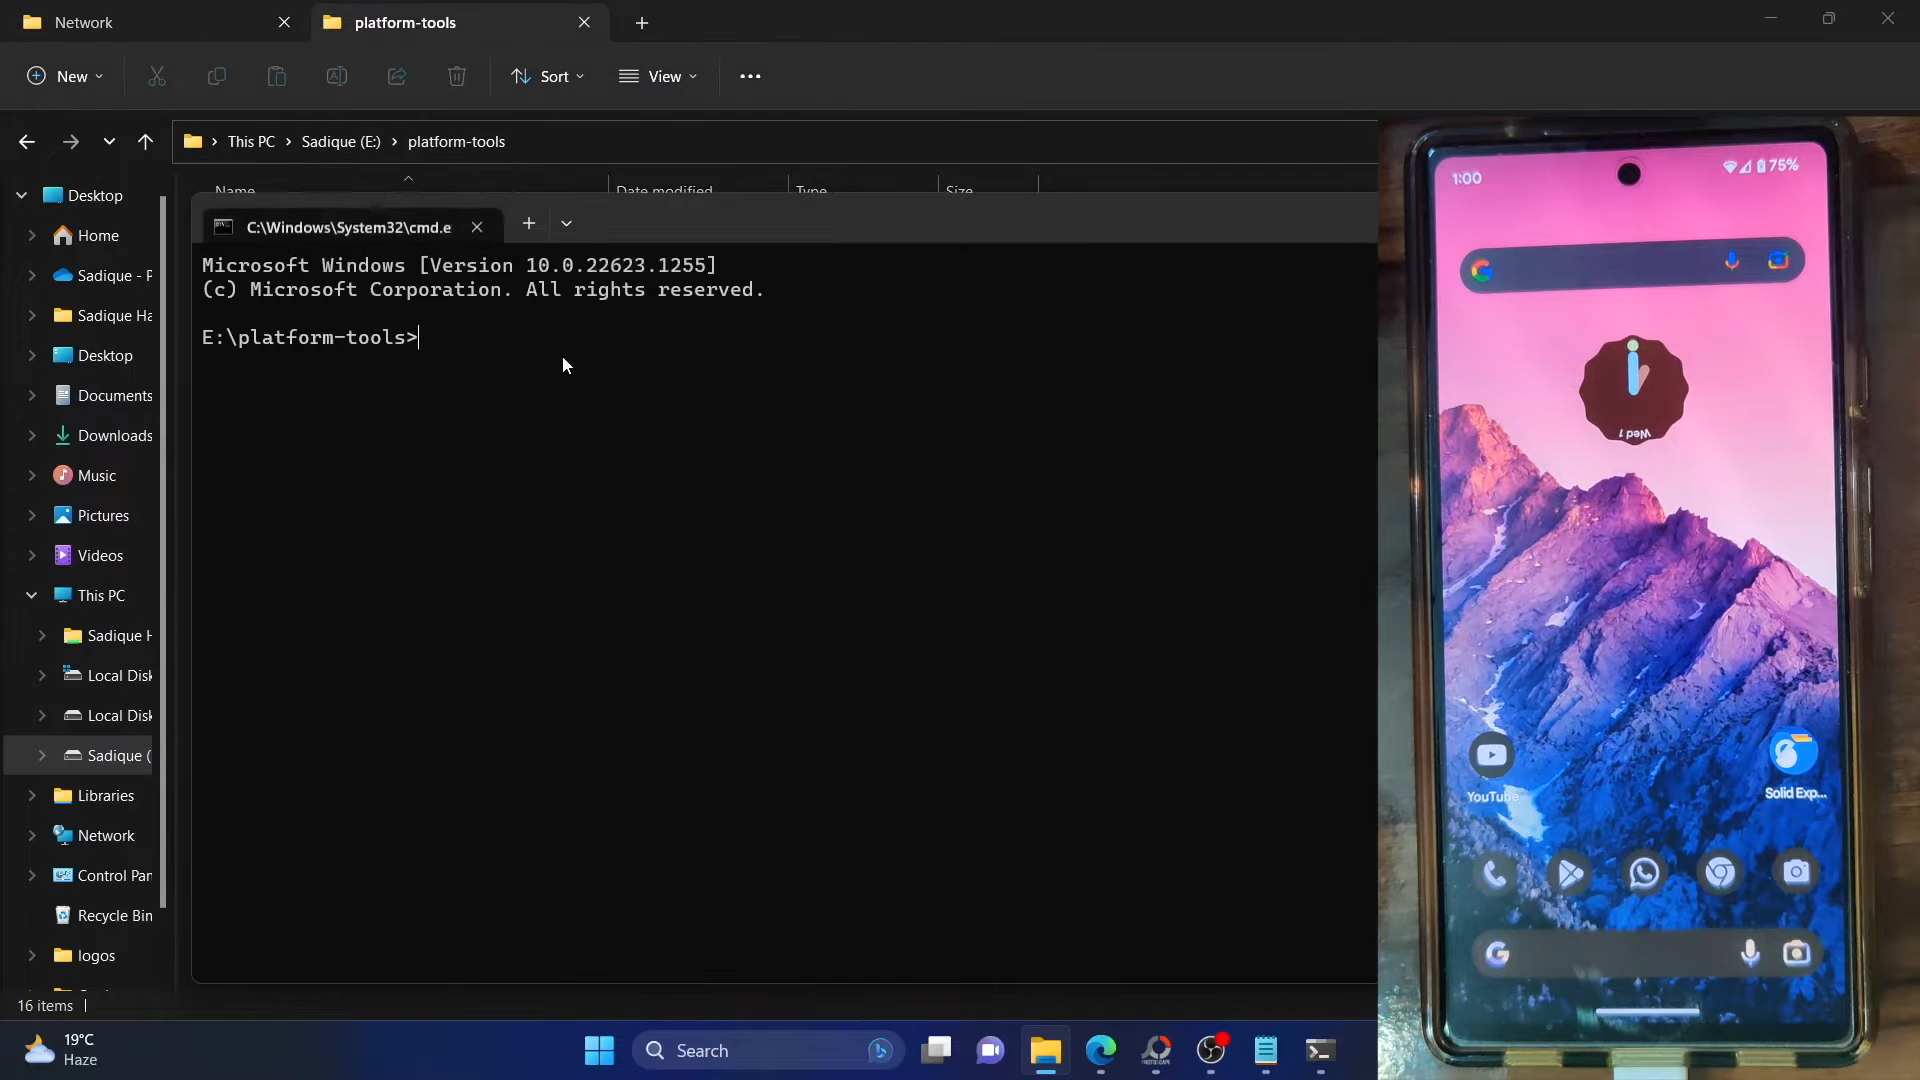 Network
platform-tools
New
Sort
View
This PC
Sadique (E:)
platform-tools
Name
Date modified
Type
Size
Desktop
Home
Sadique - P
Sadique Ha
Desktop
Documents
Downloads
Music
Pictures
Videos
This PC
Sadique H
Local Disk
Local Disk
Sadique (
Libraries
Network
Control Pan
Recycle Bin
logos
16 items
C:\Windows\System32\cmd.e
Microsoft Windows [Version 10.0.22623.1255]
(c) Microsoft Corporation. All rights reserved.
E:\platform-tools>
1:00
75%
Wed 1
YouTube
Solid Exp...
19°C
Haze
Search